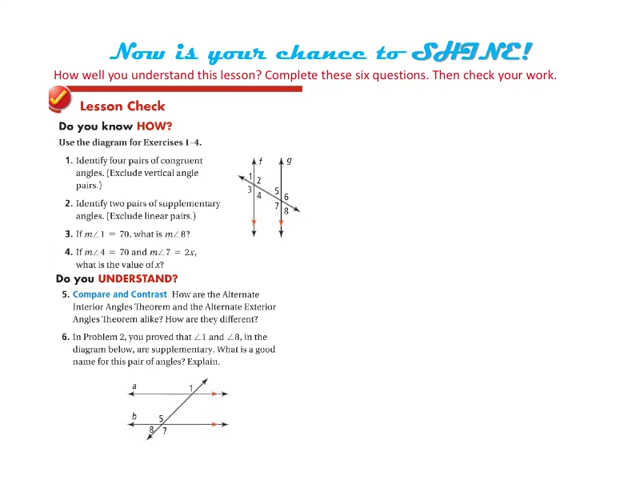 Now is your chance to SHINE!
How well you understand this lesson? Complete these six questions. Then check your work.
Lesson Check
Do you know HOW?
Use the diagram for Exercises 1–4.
1. Identify four pairs of congruent
angles. (Exclude vertical angle
pairs.)
2. Identify two pairs of supplementary
angles. (Exclude linear pairs.)
3. If m∠1 = 70, what is m∠8?
4. If m∠4 = 70 and m∠7 = 2x,
what is the value of x?
f g
1 2
3 4
5 6
7 8
Do you UNDERSTAND?
5. Compare and Contrast How are the Alternate
Interior Angles Theorem and the Alternate Exterior
Angles Theorem alike? How are they different?
6. In Problem 2, you proved that ∠1 and ∠8, in the
diagram below, are supplementary. What is a good
name for this pair of angles? Explain.
a 1
b 5
8 7